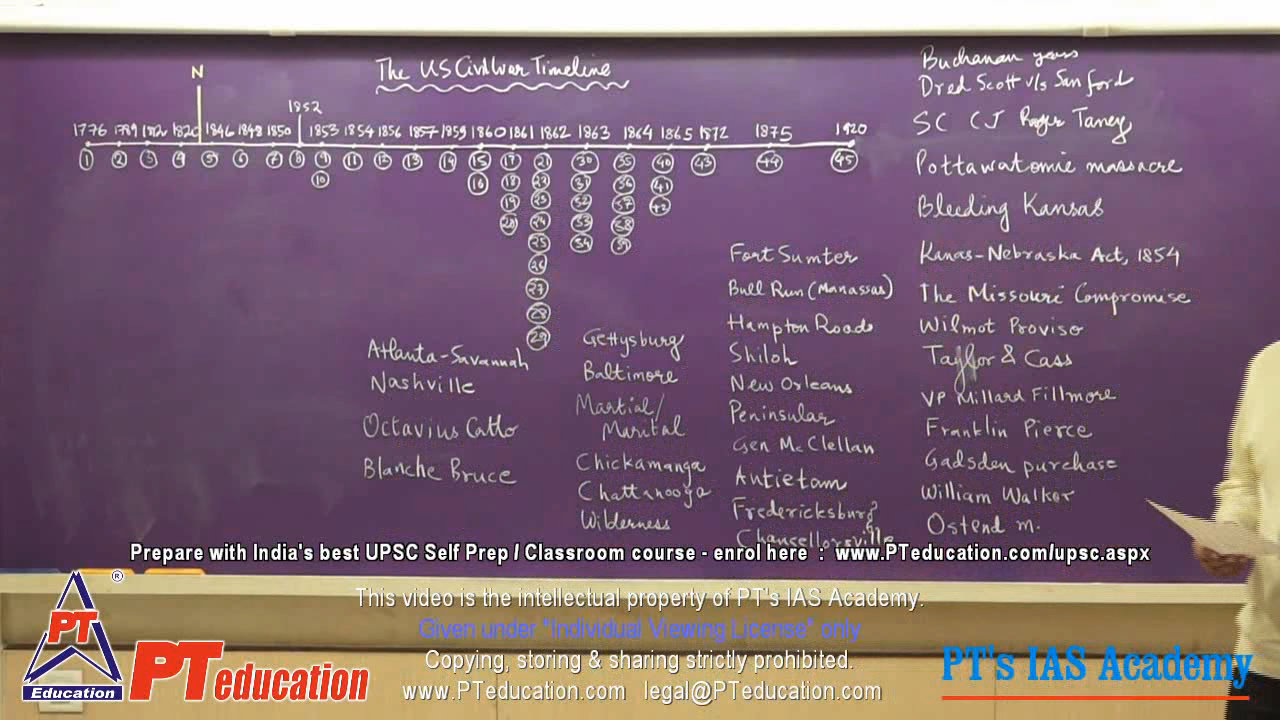 The US Civil War Timeline
N
1852
1776 1789 1820 1820 1846 1848 1850 1853 1854 1856 1857 1859 1860 1861 1862 1863 1864 1865 1872 1875 1920
1 2 3 4 5 6 7 8 9 11 12 13 14 15 17 21 30 35 40 43 44 45
10 16 18 22 31 36 41
19 23 32 37 42
20 24 33 38
25 34 39
26
27
28
29
Atlanta-Savannah
Nashville
Octavius Catto
Blanche Bruce
Gettysburg
Baltimore
Martial/
Marital
Chickamanga
Chattanooga
Wilderness
Fort Sumter
Bull Run (Manassas)
Hampton Roads
Shiloh
New Orleans
Peninsular
Gen McClellan
Antietam
Fredericksburg
Chancellorsville
Buchanan years
Dred Scott v/s Sanford
SC CJ Roger Taney
Pottawatomie massacre
Bleeding Kansas
Kanas-Nebraska Act, 1854
The Missouri Compromise
Wilmot Proviso
Taylor & Cass
VP Millard Fillmore
Franklin Pierce
Gadsden purchase
William Walker
Ostend m.
Prepare with India's best UPSC Self Prep / Classroom course - enrol here : www.PTeducation.com/upsc.aspx
This video is the intellectual property of PT's IAS Academy.
Given under "Individual Viewing License" only
Copying, storing & sharing strictly prohibited.
www.PTeducation.com legal@PTeducation.com
PT
Education
®
PT education
PT's IAS Academy